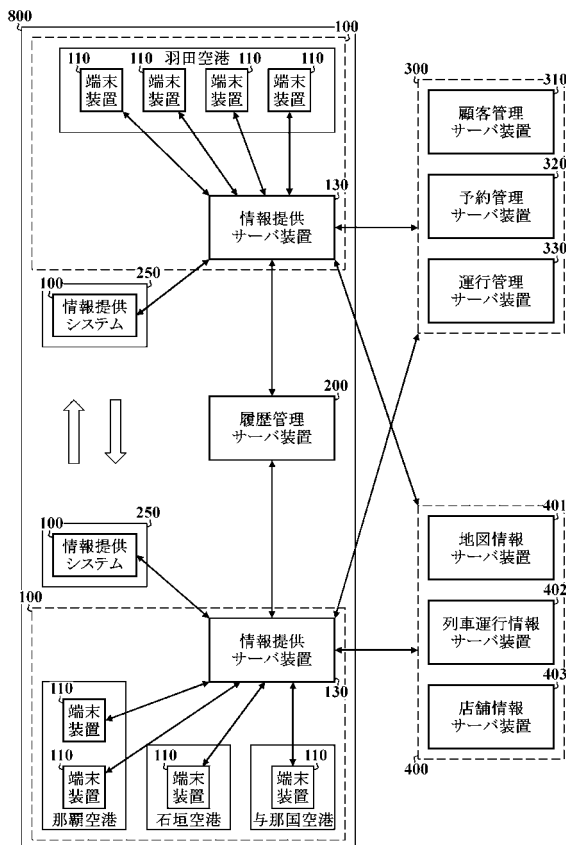 800
100
羽田空港
110
110
110
110
端末
装置
端末
装置
端末
装置
端末
装置
130
情報提供
サーバ装置
250
100
情報提供
システム
200
履歴管理
サーバ装置
250
100
情報提供
システム
100
情報提供
サーバ装置
130
110
端末
装置
110
端末
装置
那覇空港
110
端末
装置
石垣空港
110
端末
装置
与那国空港
300
310
顧客管理
サーバ装置
320
予約管理
サーバ装置
330
運行管理
サーバ装置
401
地図情報
サーバ装置
402
列車運行情報
サーバ装置
403
店舗情報
サーバ装置
400